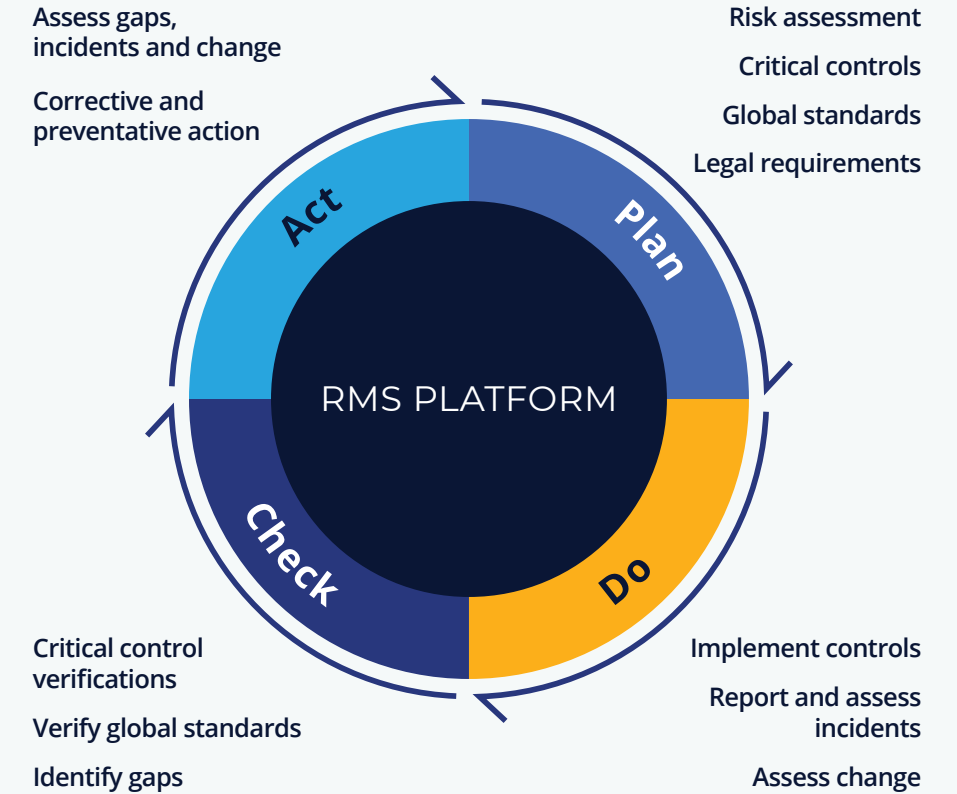 Assess gaps,
incidents and change
Corrective and
preventative action
Risk assessment
Critical controls
Global standards
Legal requirements
Act
Plan
RMS PLATFORM
Check
Do
Critical control
verifications
Verify global standards
Identify gaps
Implement controls
Report and assess
incidents
Assess change